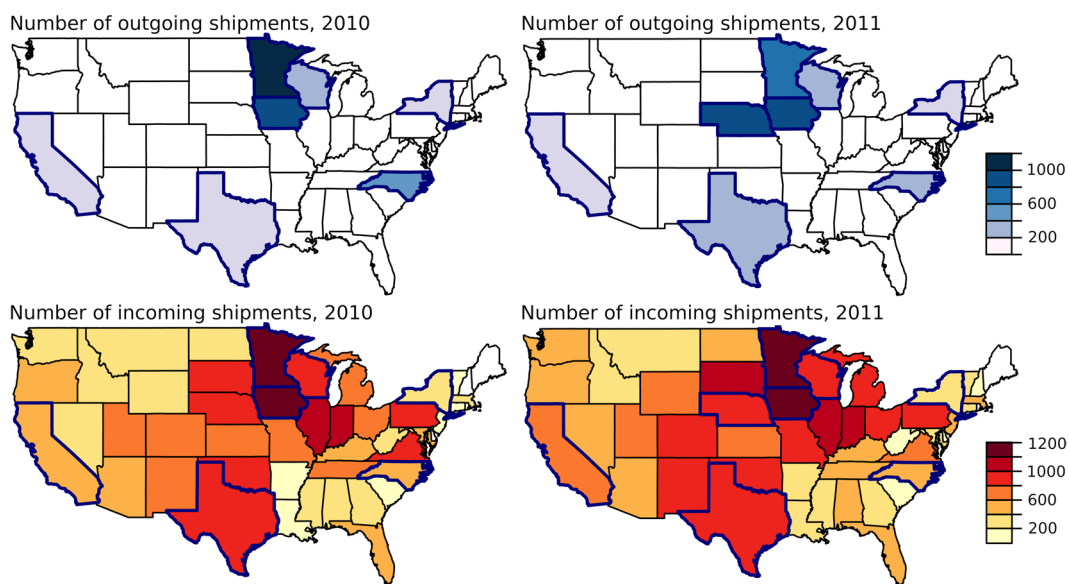 Number of outgoing shipments, 2010
Number of outgoing shipments, 2011
1000
600
200
Number of incoming shipments, 2010
Number of incoming shipments, 2011
1200
1000
600
200